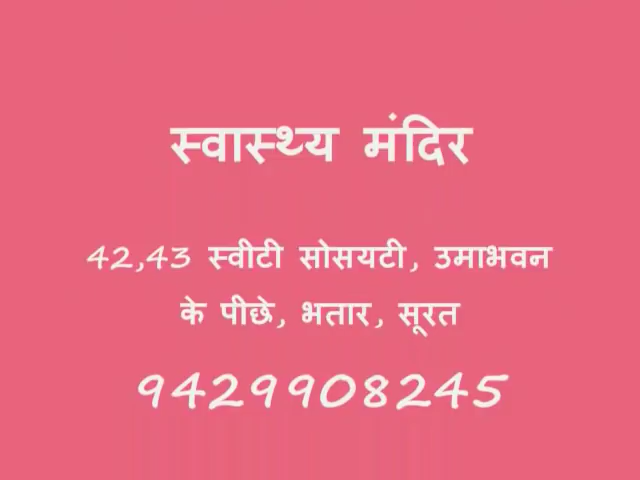 स्वास्थ्य मंदिर
42,43 स्वीटी सोसयटी, उमाभवन
के पीछे, भतार, सूरत
9429908245